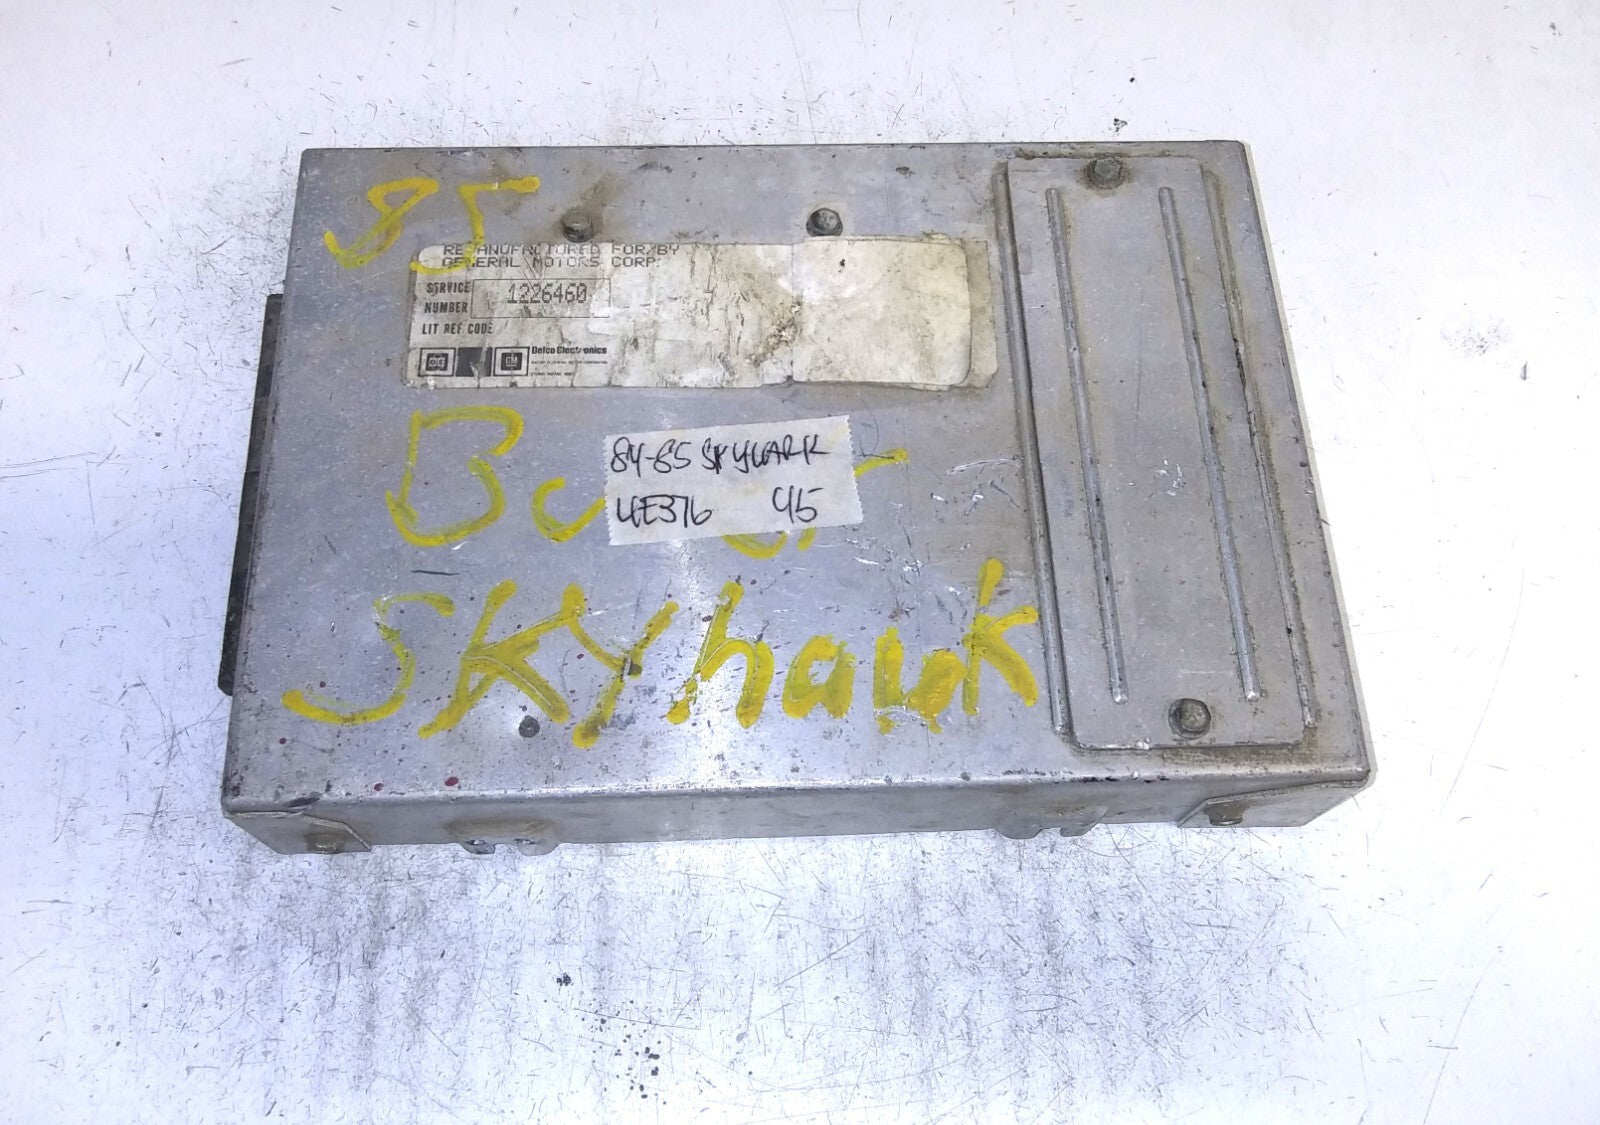 85
REMANUFACTURED FOR/BY
GENERAL MOTORS CORP.
SERVICE
NUMBER
1226460
LIT REF CODE
GM
Delco Electronics
84-85 SKYLARK
4E376 45
SKYhawk